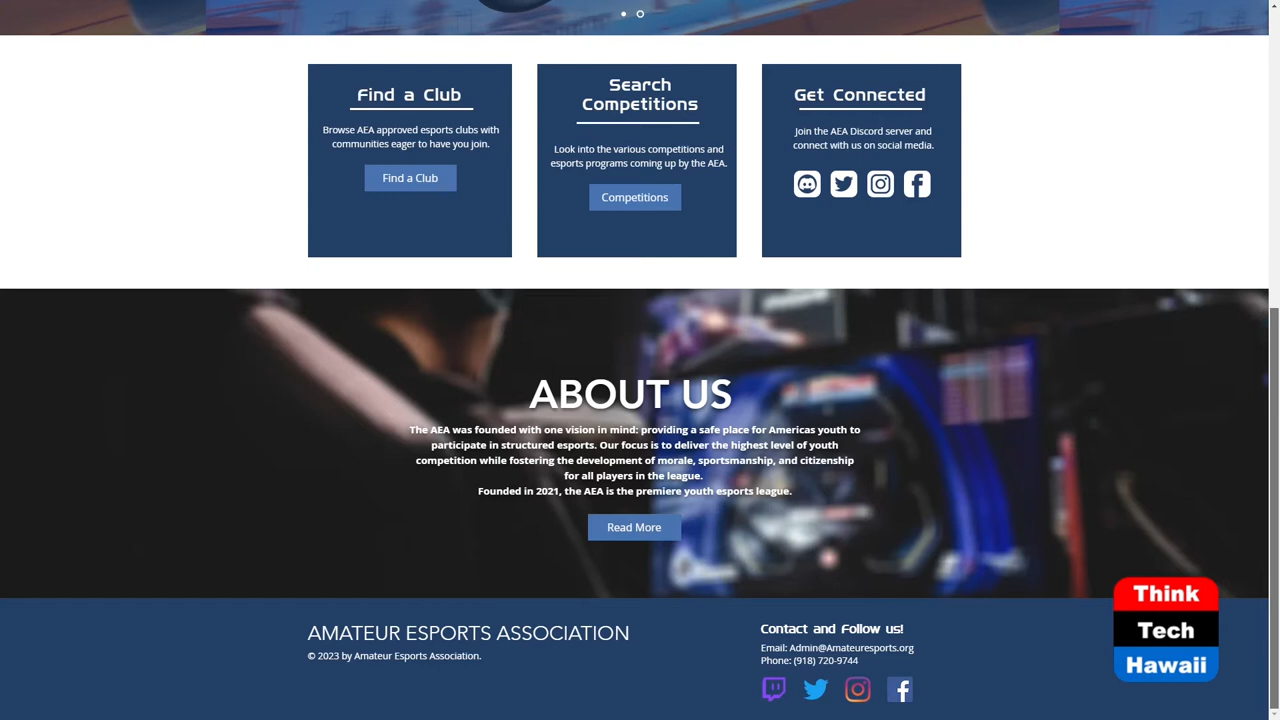 Find a Club
Browse AEA approved esports clubs with
communities eager to have you join.
Find a Club
Search
Competitions
Look into the various competitions and
esports programs coming up by the AEA.
Competitions
Get Connected
Join the AEA Discord server and
connect with us on social media.
ABOUT US
The AEA was founded with one vision in mind: providing a safe place for Americas youth to
participate in structured esports. Our focus is to deliver the highest level of youth
competition while fostering the development of morale, sportsmanship, and citizenship
for all players in the league.
Founded in 2021, the AEA is the premiere youth esports league.
Read More
AMATEUR ESPORTS ASSOCIATION
© 2023 by Amateur Esports Association.
Contact and Follow us!
Email: Admin@Amateuresports.org
Phone: (918) 720-9744
Think
Tech
Hawaii